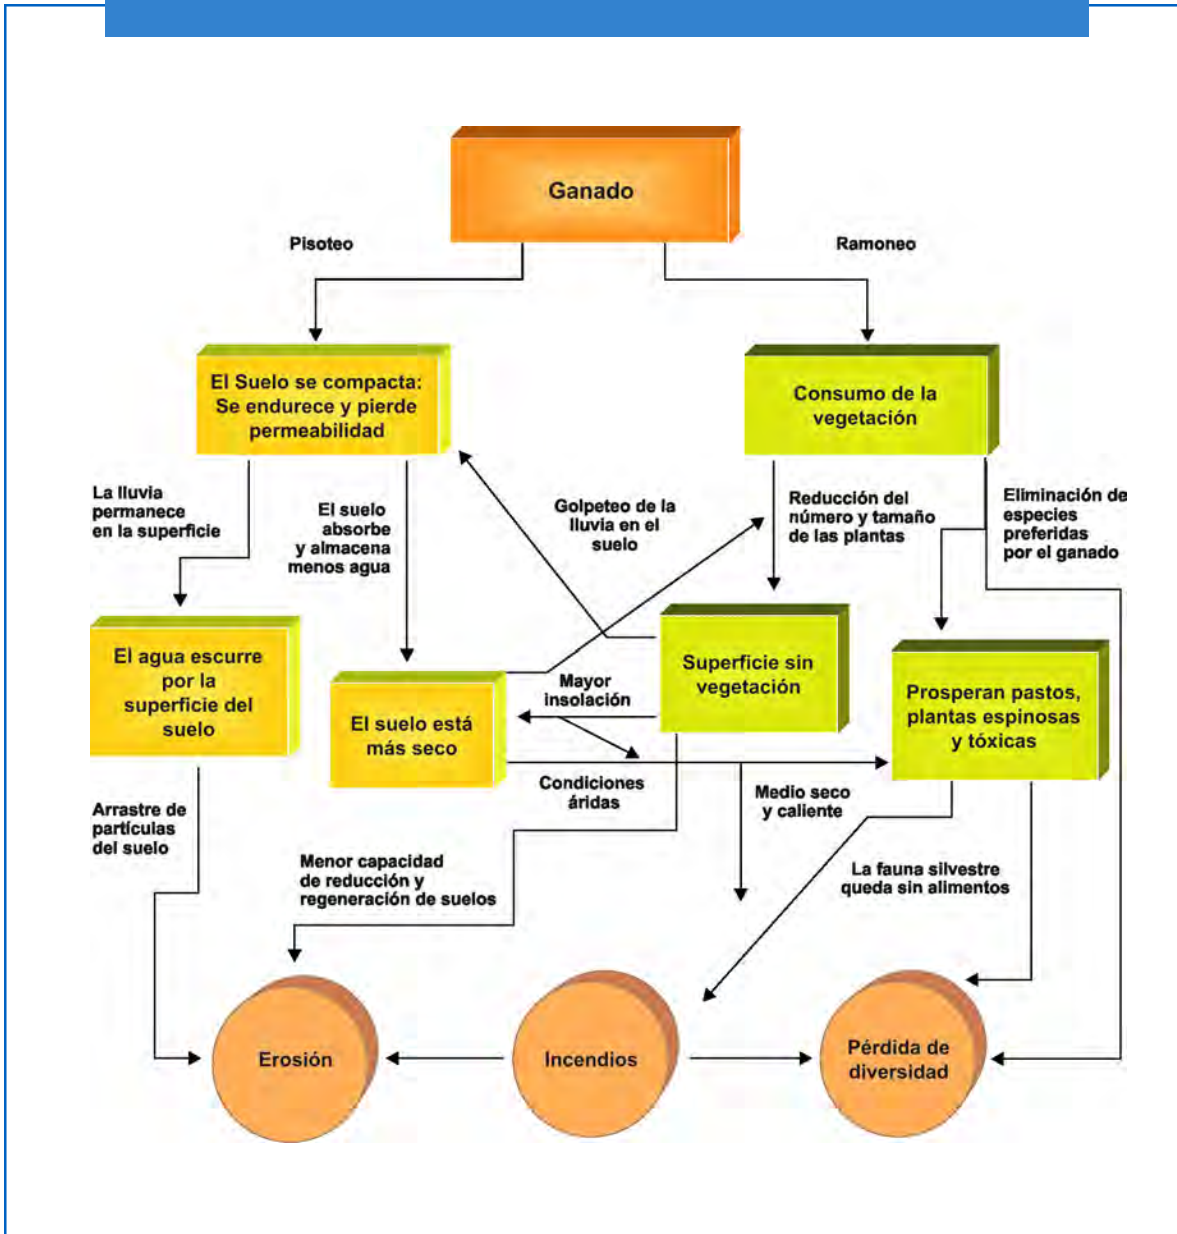 Ganado
Pisoteo
Ramoneo
El Suelo se compacta:
Se endurece y pierde
permeabilidad
Consumo de la
vegetación
La lluvia
permanece
en la superficie
El suelo
absorbe
y almacena
menos agua
Golpeteo de la
lluvia en el
suelo
Reducción del
número y tamaño
de las plantas
Eliminación de
especies
preferidas
por el ganado
El agua escurre
por la
superficie del
suelo
El suelo está
más seco
Mayor
insolación
Superficie sin
vegetación
Prosperan pastos,
plantas espinosas
y tóxicas
Arrastre de
partículas
del suelo
Condiciones
áridas
Medio seco
y caliente
Menor capacidad
de reducción y
regeneración de suelos
La fauna silvestre
queda sin alimentos
Erosión
Incendios
Pérdida de
diversidad